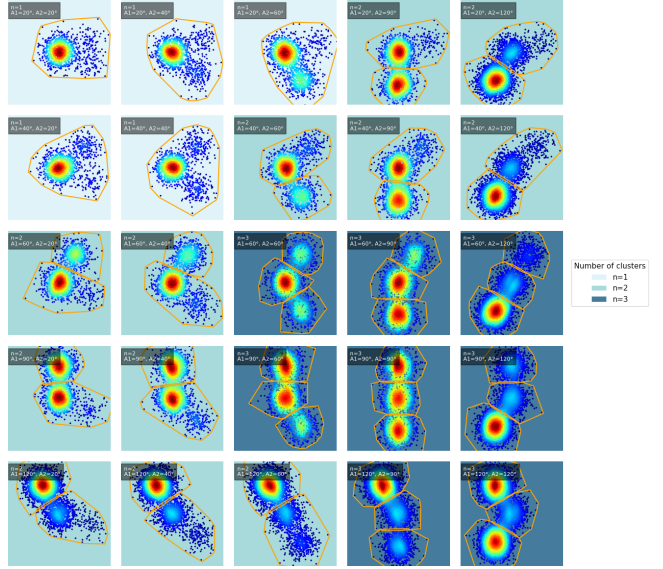 n=1
A1=20°, A2=20°
n=1
A1=20°, A2=40°
n=1
A1=20°, A2=60°
n=2
A1=20°, A2=90°
n=2
A1=20°, A2=120°
n=1
A1=40°, A2=20°
n=1
A1=40°, A2=40°
n=2
A1=40°, A2=60°
n=2
A1=40°, A2=90°
n=2
A1=40°, A2=120°
n=2
A1=60°, A2=20°
n=2
A1=60°, A2=40°
n=3
A1=60°, A2=60°
n=3
A1=60°, A2=90°
n=3
A1=60°, A2=120°
Number of clusters
n=1
n=2
n=3
n=2
A1=90°, A2=20°
n=2
A1=90°, A2=40°
n=3
A1=90°, A2=60°
n=3
A1=90°, A2=90°
n=3
A1=90°, A2=120°
n=2
A1=120°, A2=20°
n=2
A1=120°, A2=40°
n=2
A1=120°, A2=60°
n=3
A1=120°, A2=90°
n=3
A1=120°, A2=120°